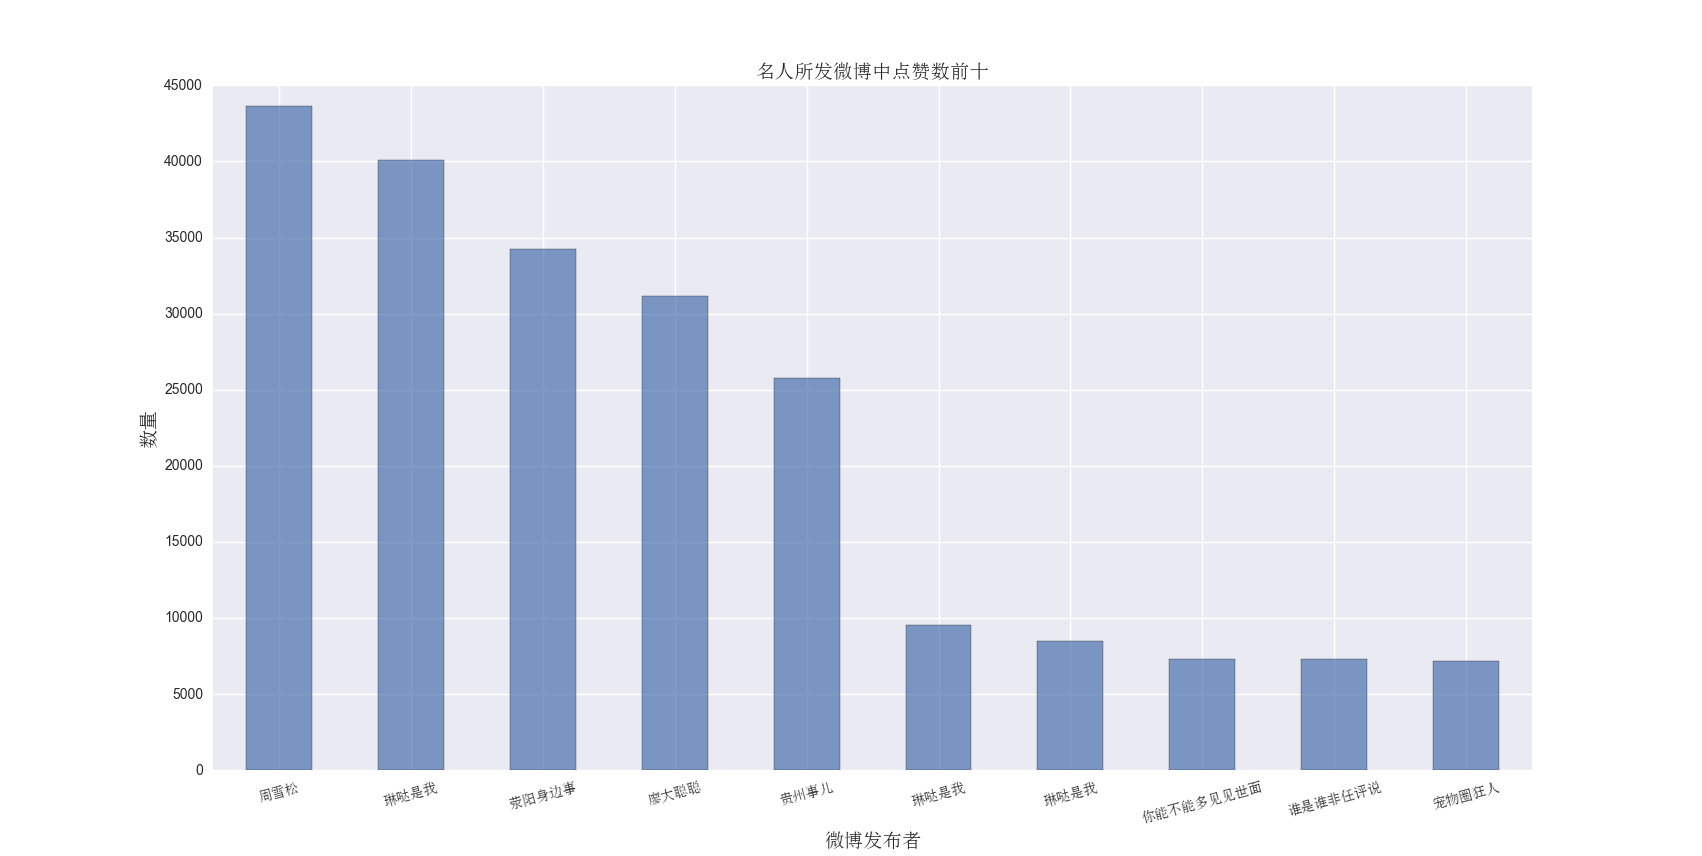 名人所发微博中点赞数前十
45000
40000
35000
30000
25000
20000
15000
10000
5000
0
数量
周雪松
琳哒是我
荥阳身边事
廖大聪聪
贵州事儿
琳哒是我
琳哒是我
你能不能多见见世面
谁是谁非任评说
宠物圈狂人
微博发布者